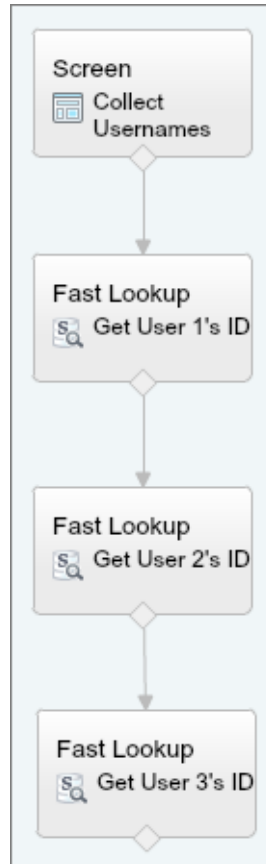 Screen
Collect
Usernames
Fast Lookup
Get User 1's ID
Fast Lookup
Get User 2's ID
Fast Lookup
Get User 3's ID